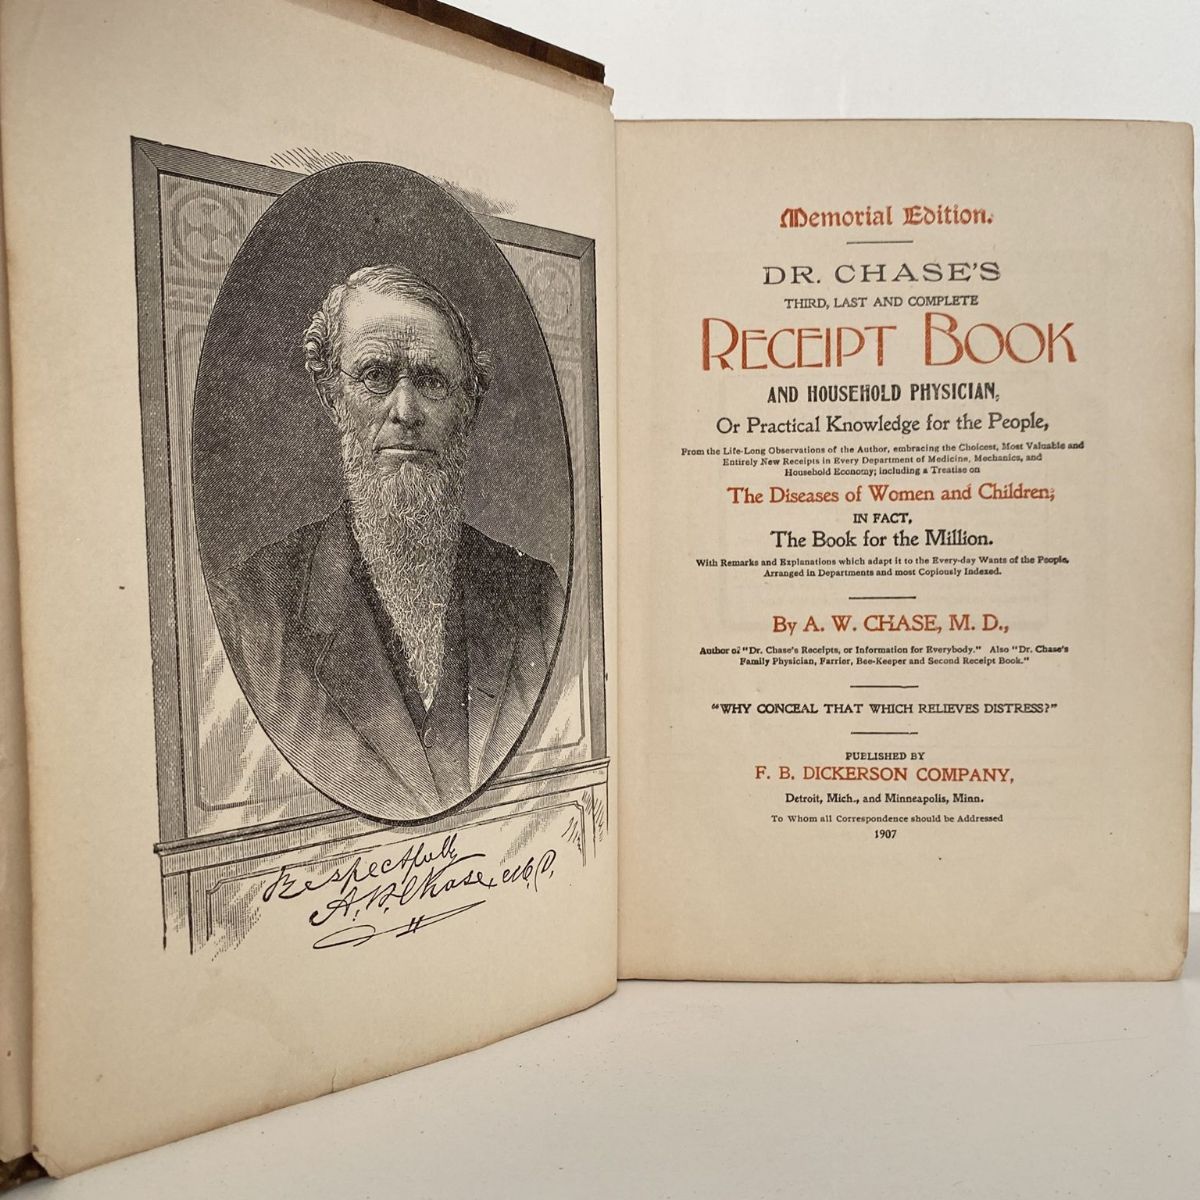 Respectfully
A. W. Chase, M.D.
Memorial Edition.
DR. CHASE'S
THIRD, LAST AND COMPLETE
RECEIPT BOOK
AND HOUSEHOLD PHYSICIAN,
Or Practical Knowledge for the People,
From the Life-Long Observations of the Author, embracing the Choicest, Most Valuable and
Entirely New Receipts in Every Department of Medicine, Mechanics, and
Household Economy; including a Treatise on
The Diseases of Women and Children;
IN FACT,
The Book for the Million.
With Remarks and Explanations which adapt it to the Every-day Wants of the People,
Arranged in Departments and most Copiously Indexed.
By A. W. CHASE, M. D.,
Author of "Dr. Chase's Receipts, or Information for Everybody." Also "Dr. Chase's
Family Physician, Farrier, Bee-Keeper and Second Receipt Book."
"WHY CONCEAL THAT WHICH RELIEVES DISTRESS?"
PUBLISHED BY
F. B. DICKERSON COMPANY,
Detroit, Mich., and Minneapolis, Minn.
To Whom all Correspondence should be Addressed
1907